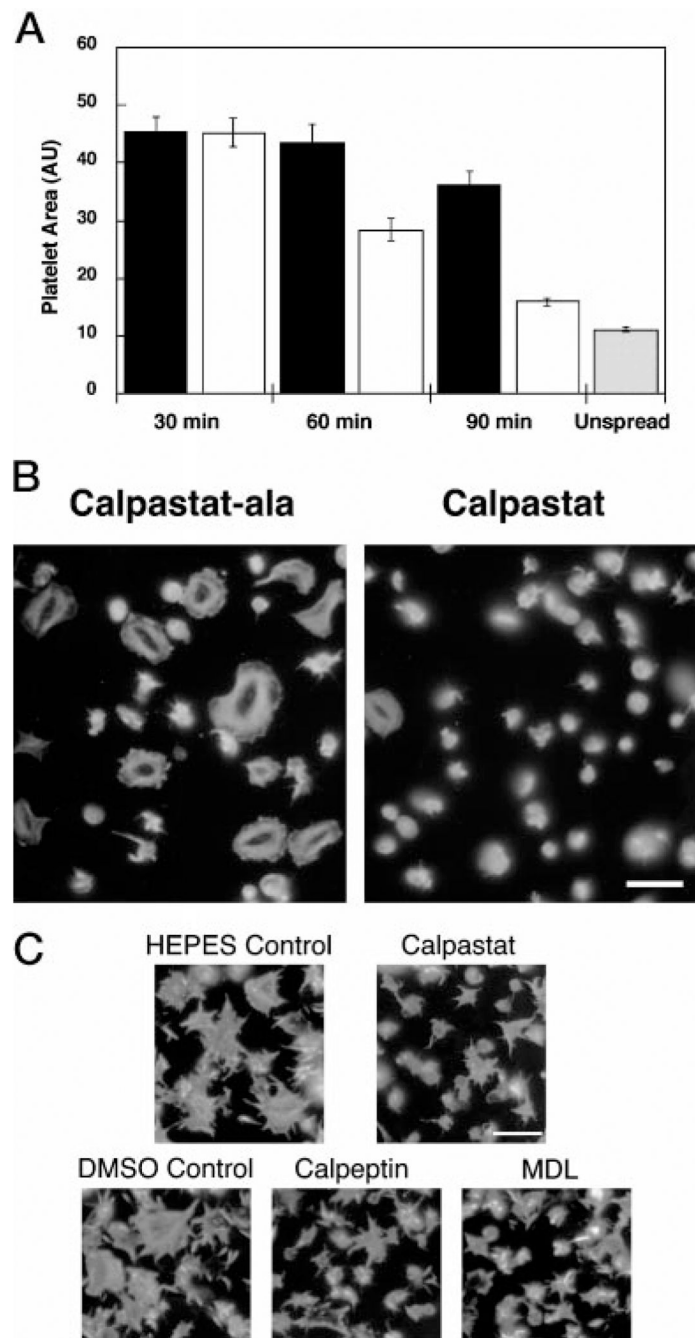 A
60
50
40
30
20
10
0
Platelet Area (AU)
30 min 60 min 90 min Unspread
B
Calpastat-ala Calpastat
C
HEPES Control Calpastat
DMSO Control Calpeptin MDL